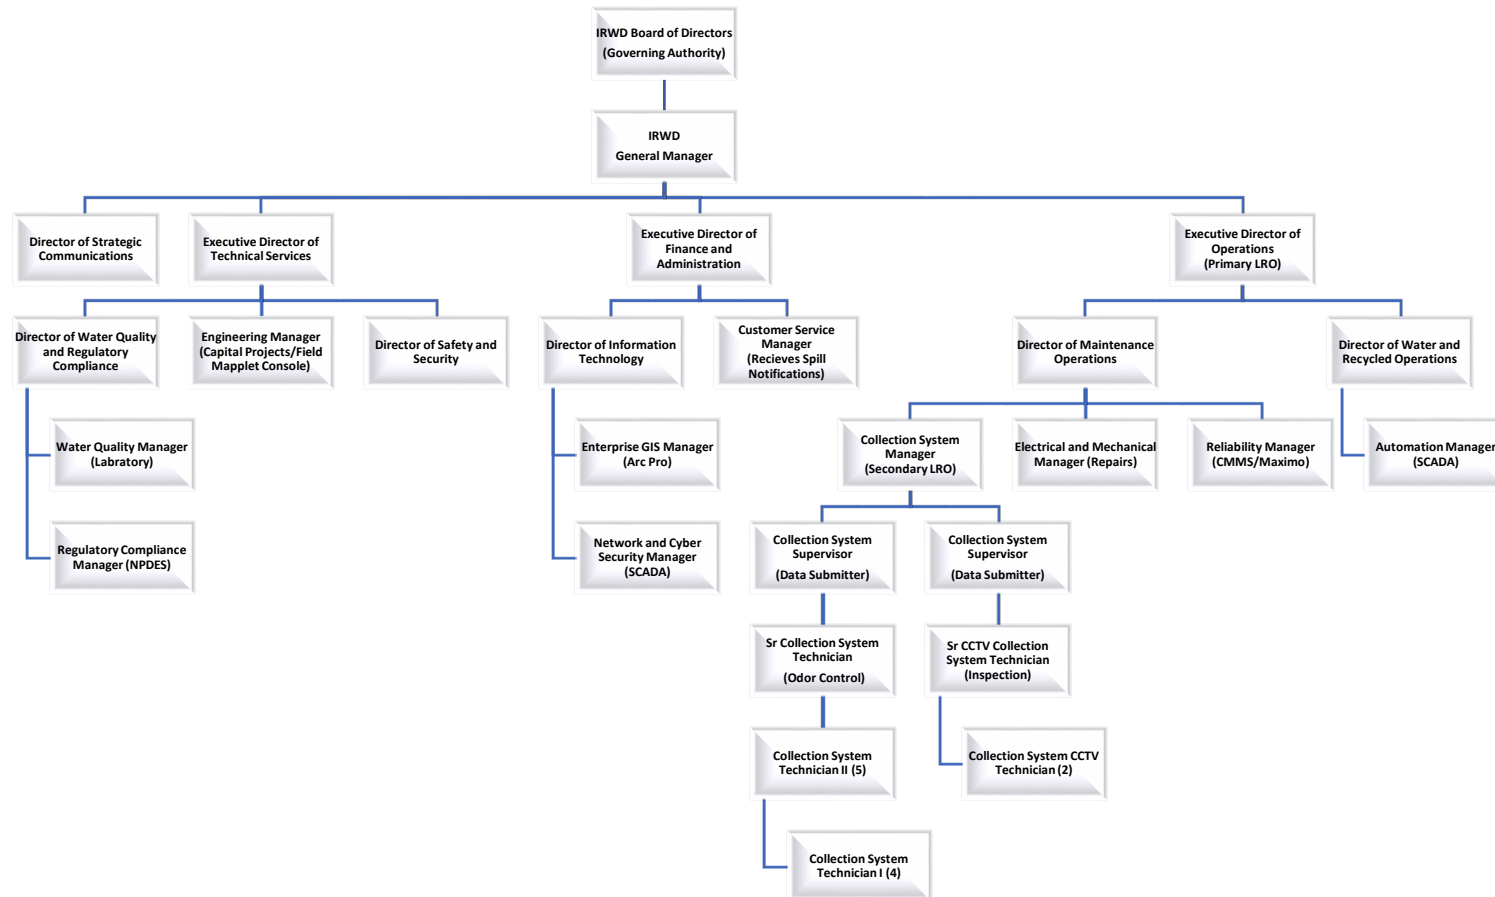 IRWD Board of Directors
(Governing Authority)
IRWD
General Manager
Director of Strategic
Communications
Executive Director of
Technical Services
Executive Director of
Finance and
Administration
Executive Director of
Operations
(Primary LRO)
Director of Water Quality
and Regulatory
Compliance
Engineering Manager
(Capital Projects/Field
Mapplet Console)
Director of Safety and
Security
Director of Information
Technology
Customer Service
Manager
(Recieves Spill
Notifications)
Director of Maintenance
Operations
Director of Water and
Recycled Operations
Water Quality Manager
(Labratory)
Enterprise GIS Manager
(Arc Pro)
Collection System
Manager
(Secondary LRO)
Electrical and Mechanical
Manager (Repairs)
Reliability Manager
(CMMS/Maximo)
Automation Manager
(SCADA)
Regulatory Compliance
Manager (NPDES)
Network and Cyber
Security Manager
(SCADA)
Collection System
Supervisor
(Data Submitter)
Collection System
Supervisor
(Data Submitter)
Sr Collection System
Technician
(Odor Control)
Sr CCTV Collection
System Technician
(Inspection)
Collection System
Technician II (5)
Collection System CCTV
Technician (2)
Collection System
Technician I (4)